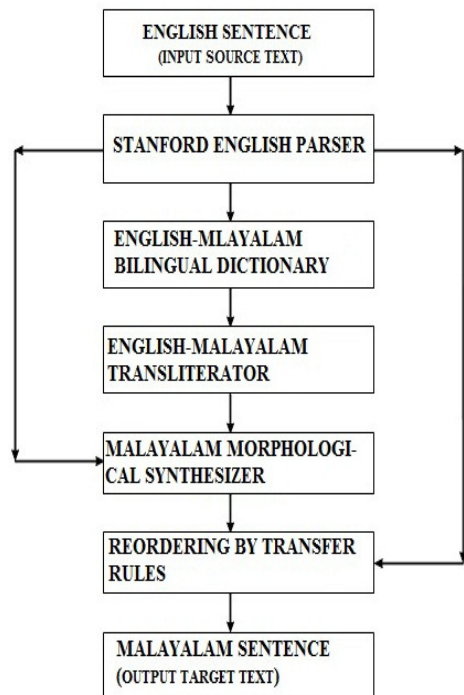 ENGLISH SENTENCE
(INPUT SOURCE TEXT)
STANFORD ENGLISH PARSER
ENGLISH-MLAYALAM
BILINGUAL DICTIONARY
ENGLISH-MALAYALAM
TRANSLITERATOR
MALAYALAM MORPHOLOGI-
CAL SYNTHESIZER
REORDERING BY TRANSFER
RULES
MALAYALAM SENTENCE
(OUTPUT TARGET TEXT)